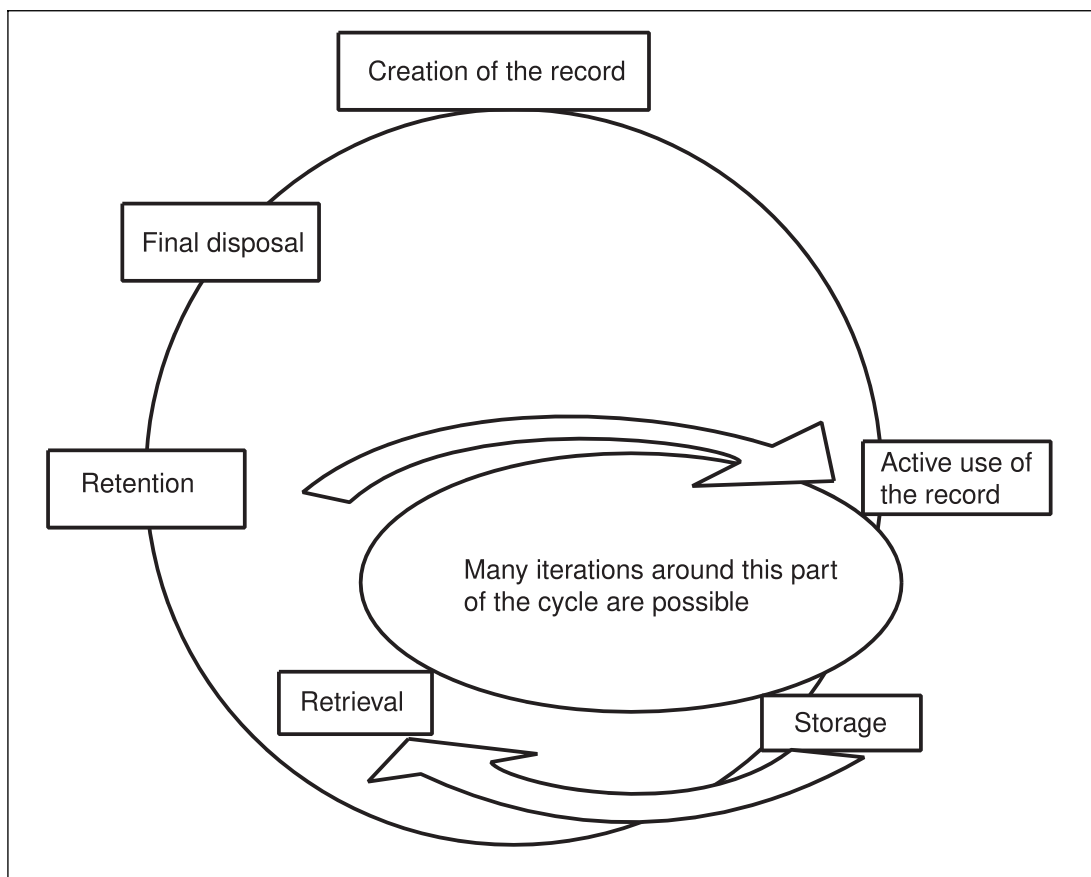 Creation of the record
Final disposal
Retention
Active use of
the record
Many iterations around this part
of the cycle are possible
Retrieval
Storage